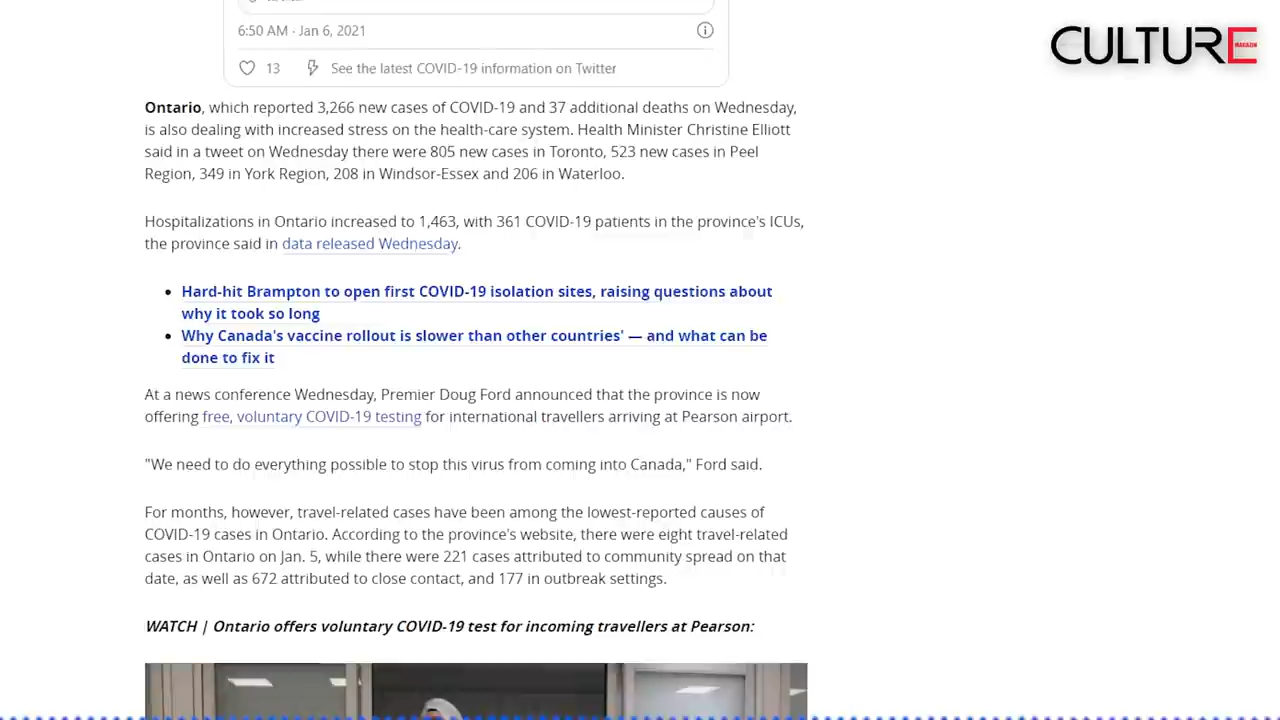 6:50 AM · Jan 6, 2021
13 See the latest COVID-19 information on Twitter
CULTURE
MAGAZIN
Ontario, which reported 3,266 new cases of COVID-19 and 37 additional deaths on Wednesday,
is also dealing with increased stress on the health-care system. Health Minister Christine Elliott
said in a tweet on Wednesday there were 805 new cases in Toronto, 523 new cases in Peel
Region, 349 in York Region, 208 in Windsor-Essex and 206 in Waterloo.
Hospitalizations in Ontario increased to 1,463, with 361 COVID-19 patients in the province's ICUs,
the province said in data released Wednesday.
• Hard-hit Brampton to open first COVID-19 isolation sites, raising questions about
why it took so long
• Why Canada's vaccine rollout is slower than other countries' — and what can be
done to fix it
At a news conference Wednesday, Premier Doug Ford announced that the province is now
offering free, voluntary COVID-19 testing for international travellers arriving at Pearson airport.
"We need to do everything possible to stop this virus from coming into Canada," Ford said.
For months, however, travel-related cases have been among the lowest-reported causes of
COVID-19 cases in Ontario. According to the province's website, there were eight travel-related
cases in Ontario on Jan. 5, while there were 221 cases attributed to community spread on that
date, as well as 672 attributed to close contact, and 177 in outbreak settings.
WATCH | Ontario offers voluntary COVID-19 test for incoming travellers at Pearson: